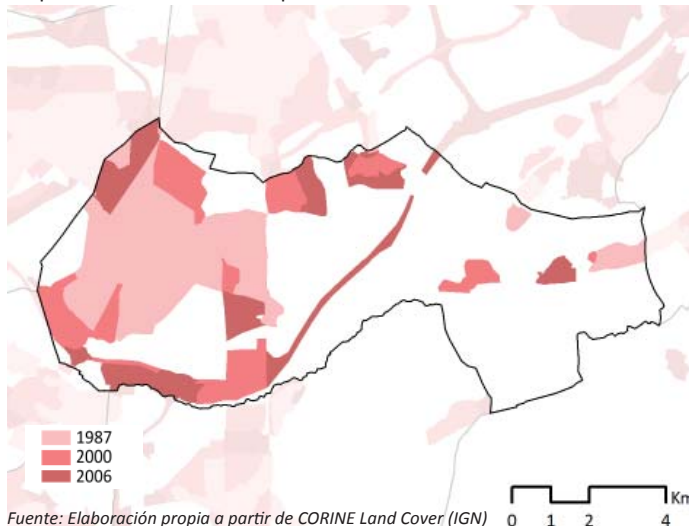 1987
2000
2006
Km
0 1 2 4
Fuente: Elaboración propia a partir de CORINE Land Cover (IGN)